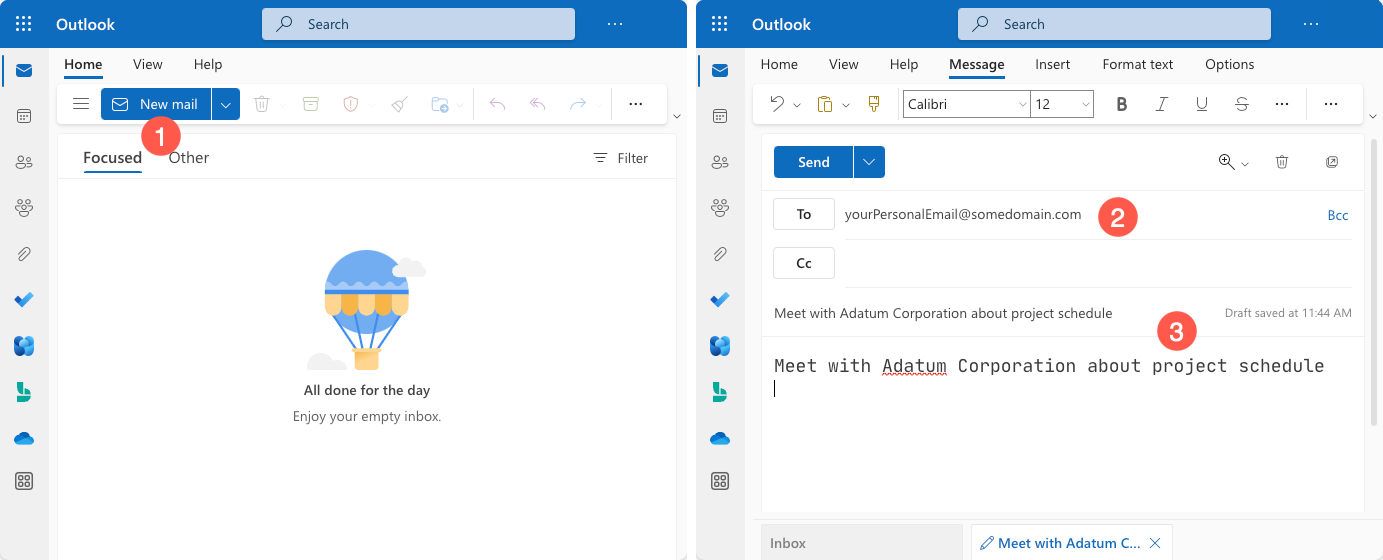 Outlook
Search
Home View Help
New mail
1
Focused Other Filter
All done for the day
Enjoy your empty inbox.
Outlook
Search
Home View Help Message Insert Format text Options
Calibri 12 B I U S
Send
To yourPersonalEmail@somedomain.com 2 Bcc
Cc
Meet with Adatum Corporation about project schedule Draft saved at 11:44 AM
3
Meet with Adatum Corporation about project schedule
Inbox Meet with Adatum C...